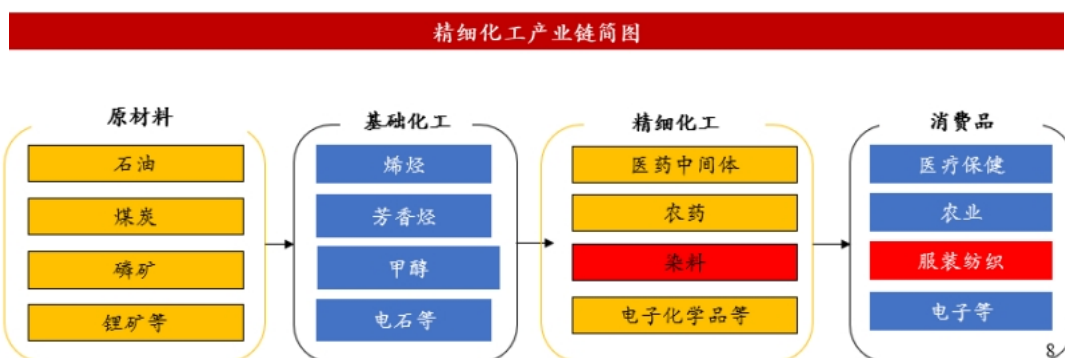 精细化工产业链简图
原材料
石油
煤炭
磷矿
锂矿等
基础化工
烯烃
芳香烃
甲醇
电石等
精细化工
医药中间体
农药
染料
电子化学品等
消费品
医疗保健
农业
服装纺织
电子等
8